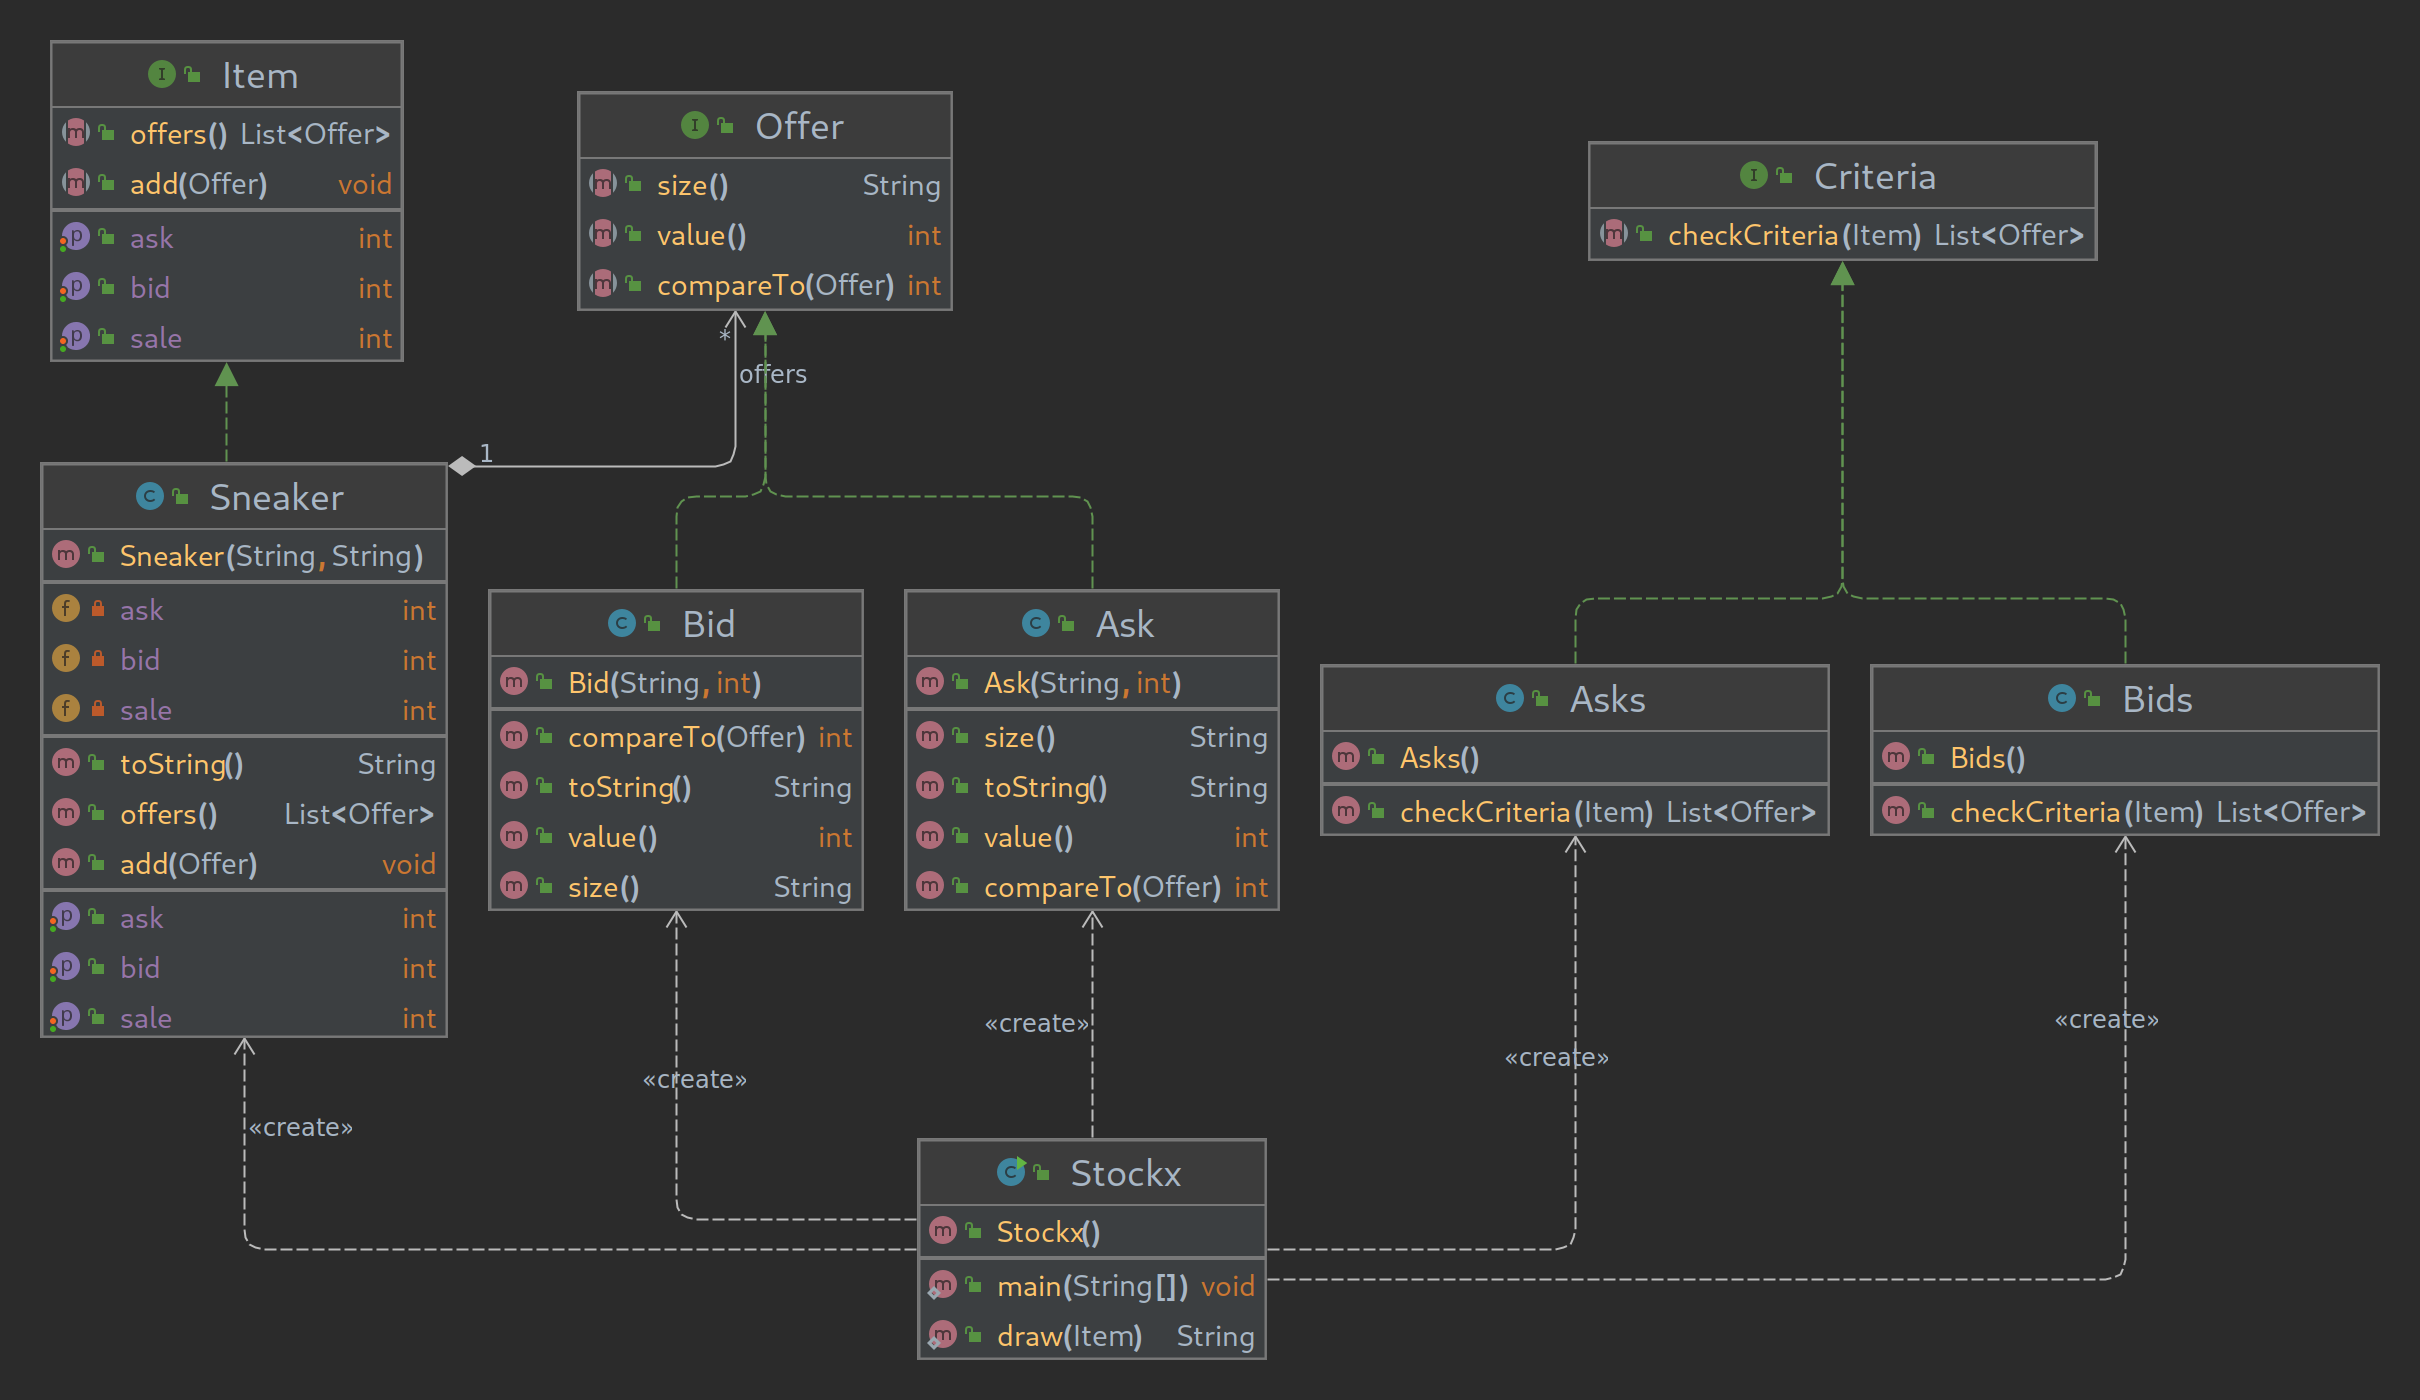 Item
offers() List<Offer>
add(Offer) void
ask int
bid int
sale int
Offer
size() String
value() int
compareTo(Offer) int
Criteria
checkCriteria(Item) List<Offer>
*
offers
1
Sneaker
Sneaker(String, String)
ask int
bid int
sale int
toString() String
offers() List<Offer>
add(Offer) void
ask int
bid int
sale int
Bid
Bid(String, int)
compareTo(Offer) int
toString() String
value() int
size() String
Ask
Ask(String, int)
size() String
toString() String
value() int
compareTo(Offer) int
Asks
Asks()
checkCriteria(Item) List<Offer>
Bids
Bids()
checkCriteria(Item) List<Offer>
«create»
«create»
«create»
«create»
«create»
Stockx
Stockx()
main(String[]) void
draw(Item) String